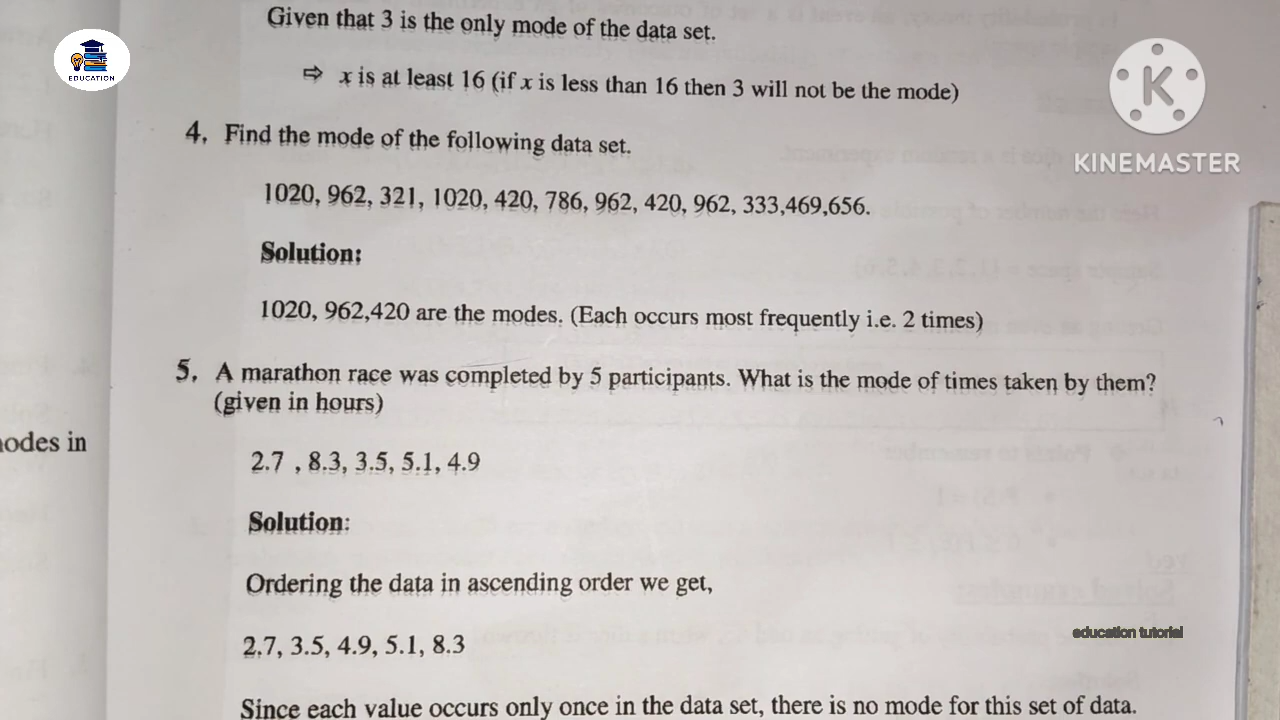 Given that 3 is the only mode of the data set.
EDUCATION
⇨ x is at least 16 (if x is less than 16 then 3 will not be the mode)
K
KINEMASTER
4. Find the mode of the following data set.
1020, 962, 321, 1020, 420, 786, 962, 420, 962, 333,469,656.
Solution:
1020, 962,420 are the modes. (Each occurs most frequently i.e. 2 times)
5. A marathon race was completed by 5 participants. What is the mode of times taken by them?
(given in hours)
odes in
2.7 , 8.3, 3.5, 5.1, 4.9
Solution:
Ordering the data in ascending order we get,
education tutorial
2.7, 3.5, 4.9, 5.1, 8.3
Since each value occurs only once in the data set, there is no mode for this set of data.